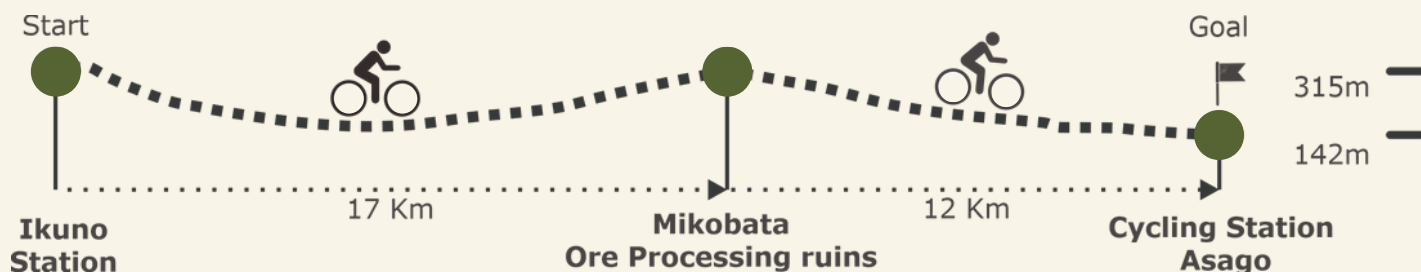 Start
Goal
315m
142m
17 Km
12 Km
Ikuno
Station
Mikobata
Ore Processing ruins
Cycling Station
Asago